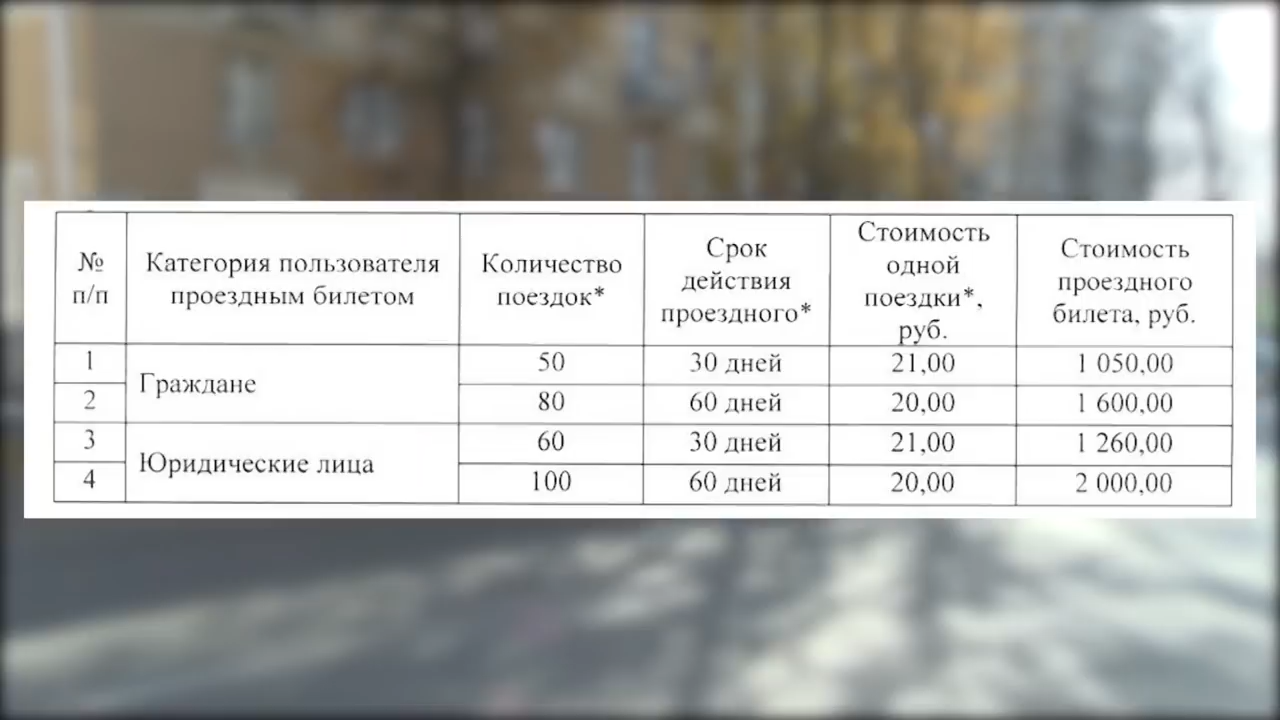 № п/п
Категория пользователя проездным билетом
Количество поездок*
Срок действия проездного*
Стоимость одной поездки*, руб.
Стоимость проездного билета, руб.
1 Граждане 50 30 дней 21,00 1 050,00
2 80 60 дней 20,00 1 600,00
3 Юридические лица 60 30 дней 21,00 1 260,00
4 100 60 дней 20,00 2 000,00